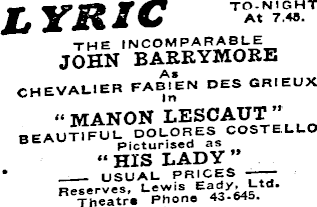 LYRIC
TO-NIGHT
At 7.45.
THE INCOMPARABLE
JOHN BARRYMORE
As
CHEVALIER FABIEN DES GRIEUX
in
"MANON LESCAUT"
BEAUTIFUL DOLORES COSTELLO
Picturised as
"HIS LADY"
USUAL PRICES
Reserves, Lewis Eady, Ltd.
Theatre Phone 43-645.